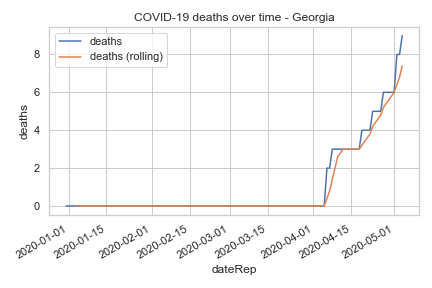 COVID-19 deaths over time - Georgia
deaths
deaths (rolling)
8
6
4
2
0
deaths
2020-01-01
2020-01-15
2020-02-01
2020-02-15
2020-03-01
2020-03-15
2020-04-01
2020-04-15
2020-05-01
dateRep